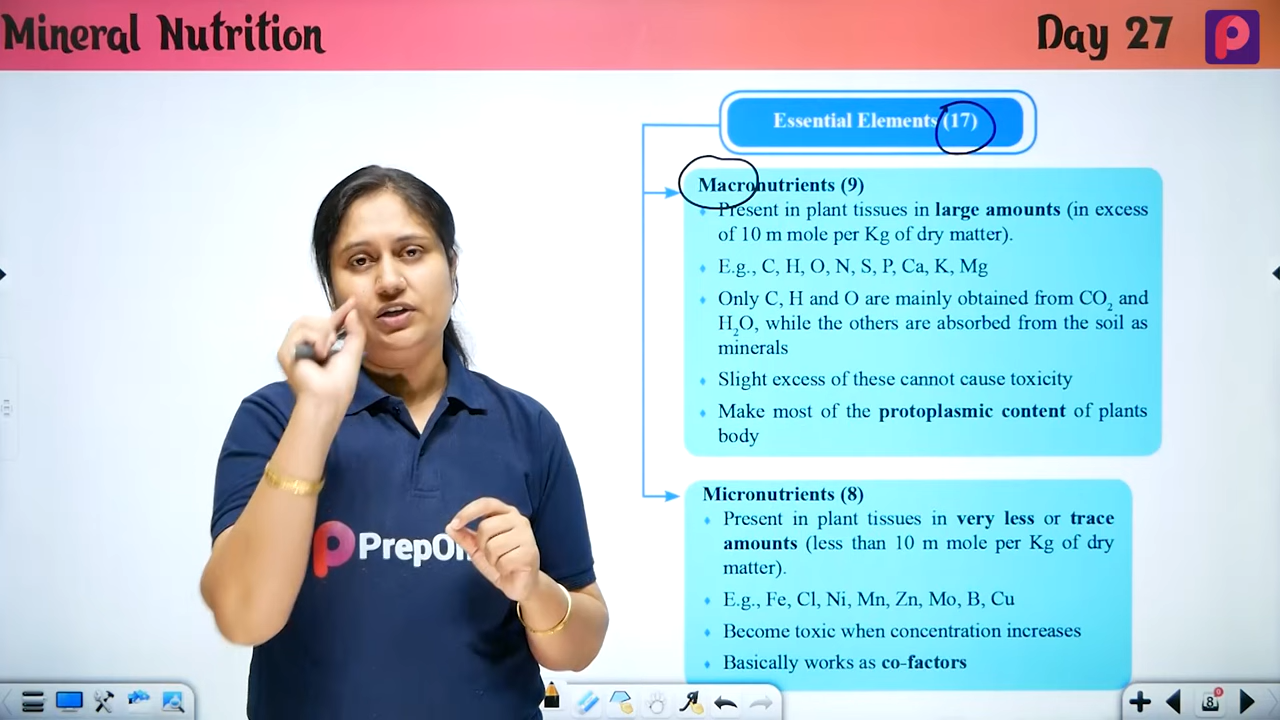 Mineral Nutrition
Day 27
Essential Elements (17)
Macronutrients (9)
Present in plant tissues in large amounts (in excess
of 10 m mole per Kg of dry matter).
E.g., C, H, O, N, S, P, Ca, K, Mg
Only C, H and O are mainly obtained from CO₂ and
H₂O, while the others are absorbed from the soil as
minerals
Slight excess of these cannot cause toxicity
Make most of the protoplasmic content of plants
body
Micronutrients (8)
Present in plant tissues in very less or trace
amounts (less than 10 m mole per Kg of dry
matter).
E.g., Fe, Cl, Ni, Mn, Zn, Mo, B, Cu
Become toxic when concentration increases
Basically works as co-factors
8